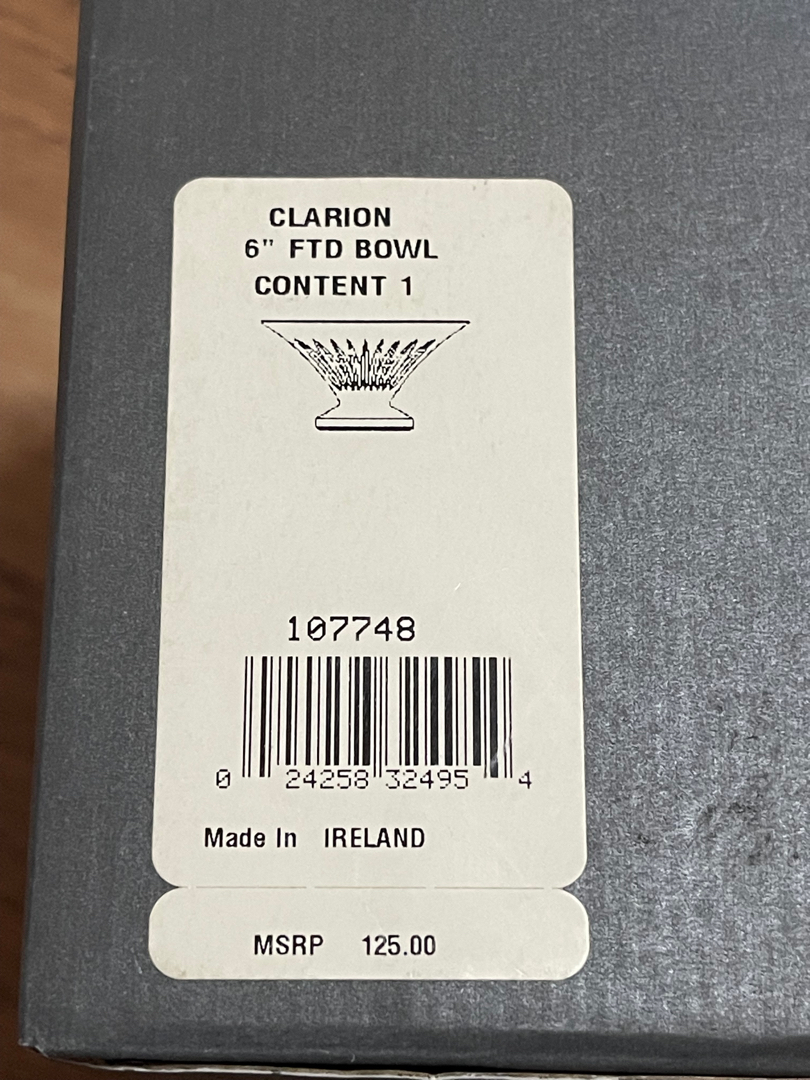 CLARION
6" FTD BOWL
CONTENT 1
107748
0 24258 32495 4
Made In IRELAND
MSRP 125.00